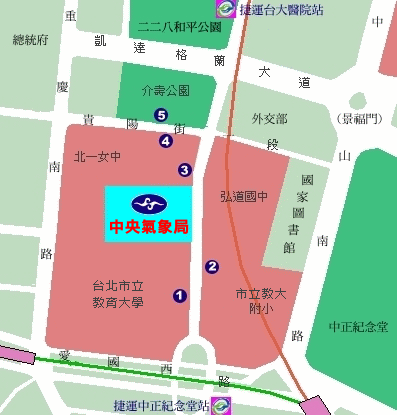 捷運台大醫院站
二二八和平公園
中
重
總統府
凱達格蘭大道
介壽公園
慶
外交部
(景福門)
貴陽街
5
4
段
北一女中
山
3
南
弘道國中
國家圖書館
中央氣象局
南
路
2
台北市立
教育大學
1
市立教大
附小
路
中正紀念堂
愛國西路
捷運中正紀念堂站